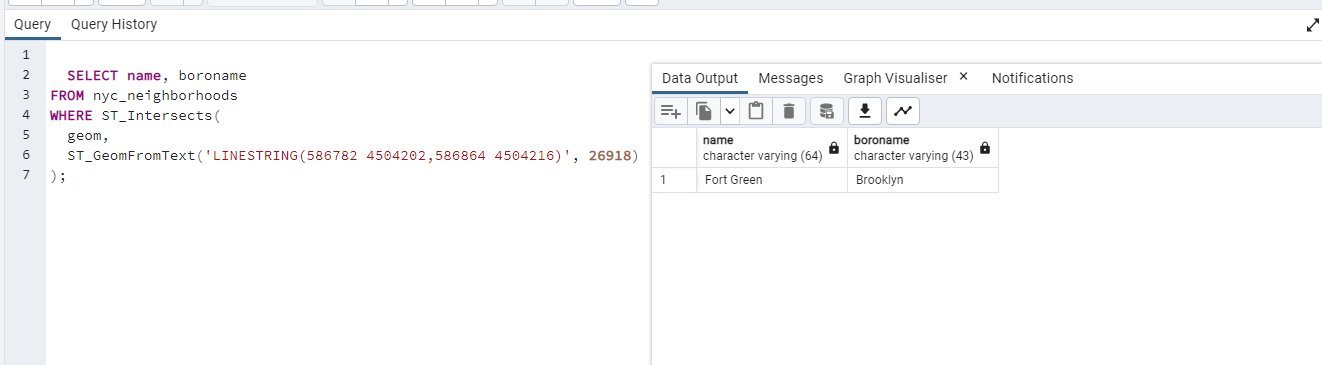 Query Query History
1
2 SELECT name, boroname
3 FROM nyc_neighborhoods
4 WHERE ST_Intersects(
5 geom,
6 ST_GeomFromText('LINESTRING(586782 4504202,586864 4504216)', 26918)
7 );
Data Output Messages Graph Visualiser × Notifications
name boroname
character varying (64) character varying (43)
1 Fort Green Brooklyn